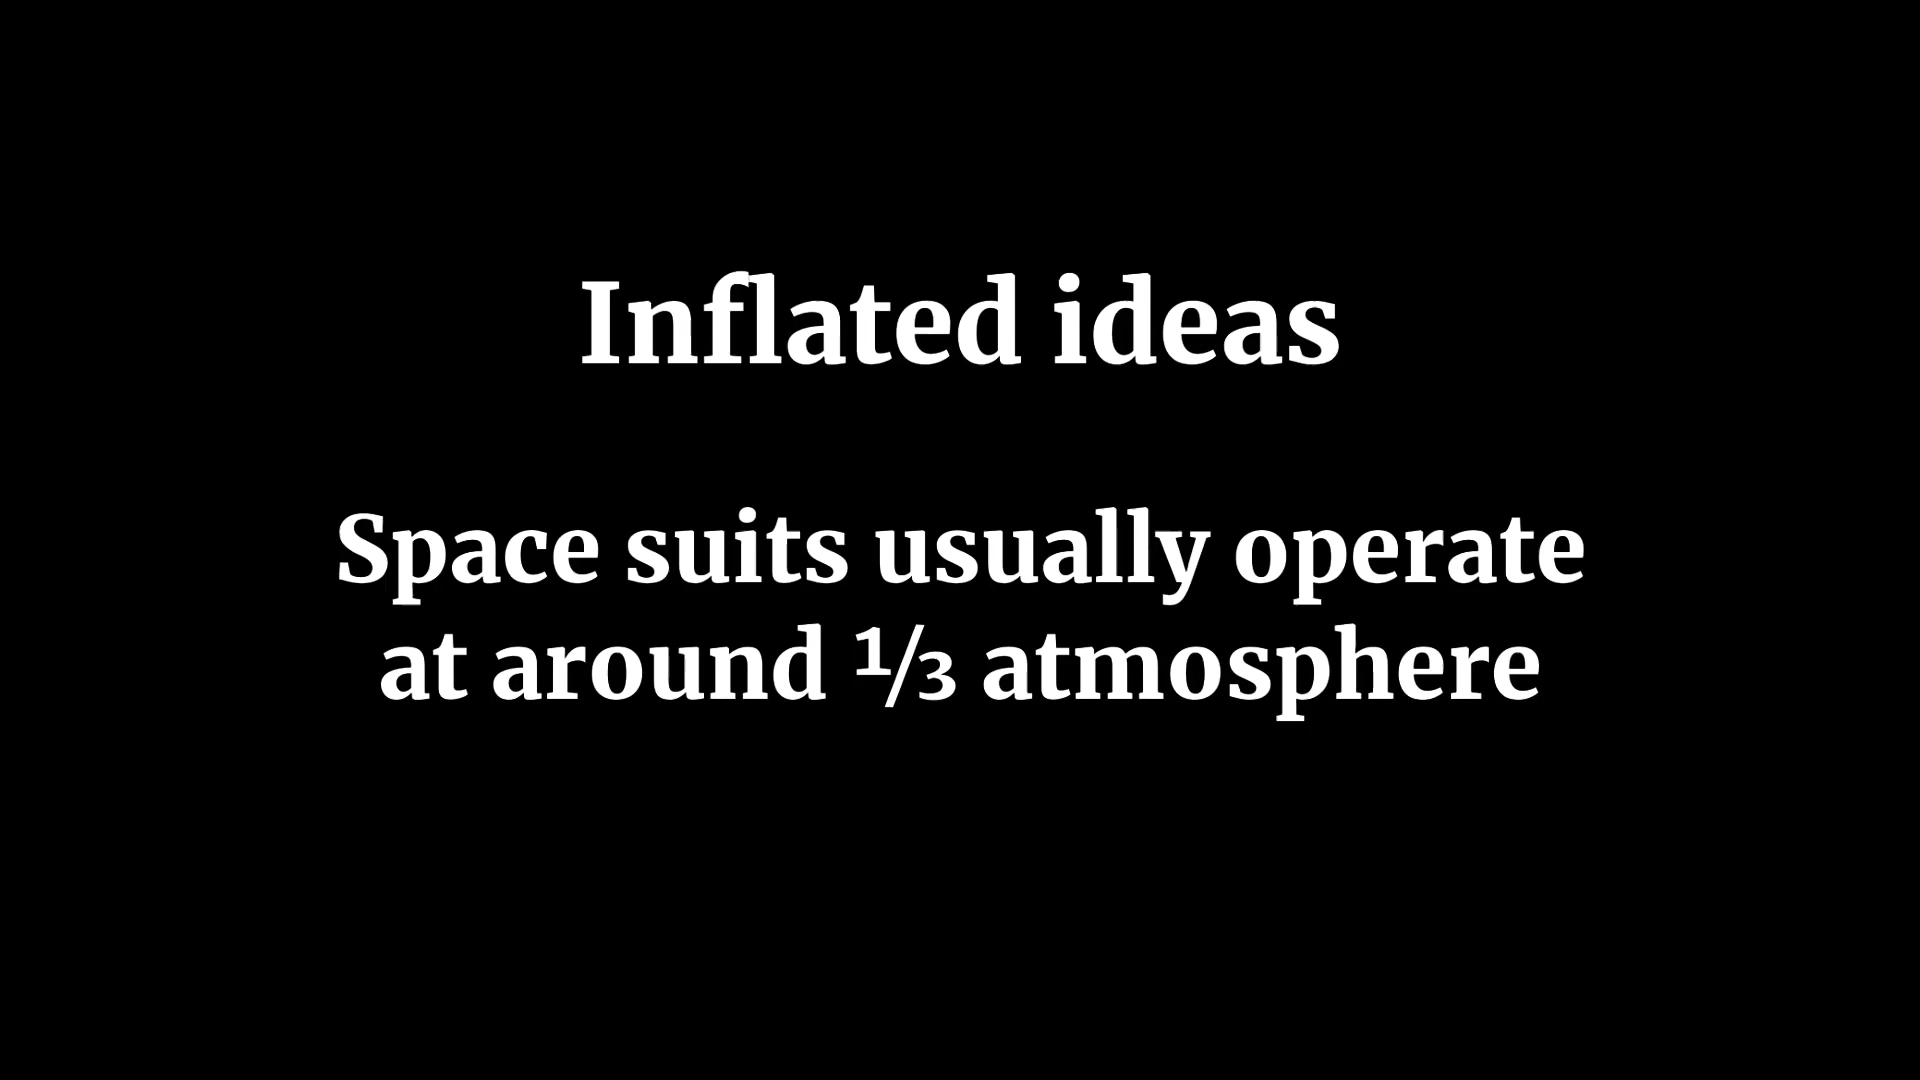 Inflated ideas
Space suits usually operate
at around ⅓ atmosphere